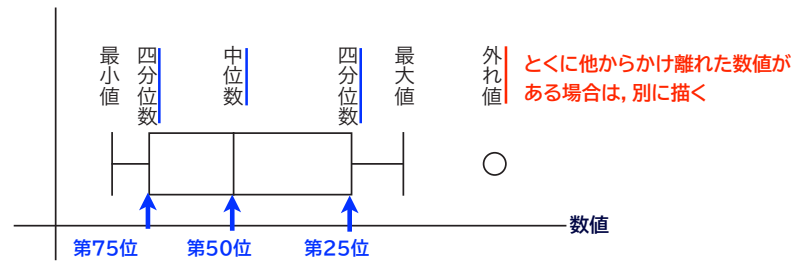 最小値
四分位数
中位数
四分位数
最大値
外れ値
とくに他からかけ離れた数値が
ある場合は，別に描く
数値
第75位
第50位
第25位